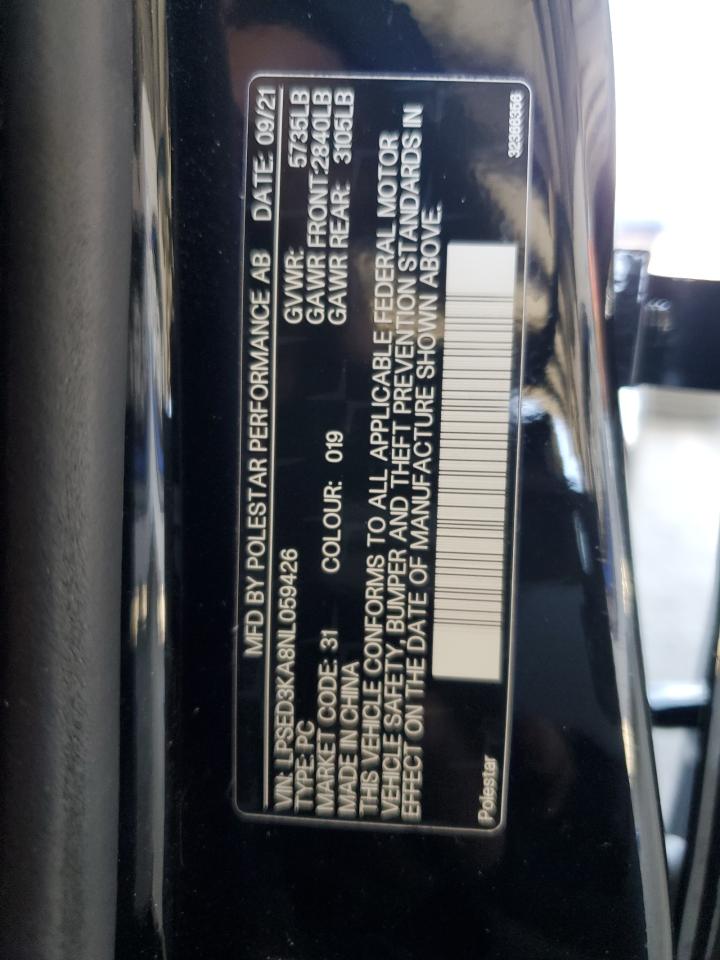 MFD BY POLESTAR PERFORMANCE AB DATE: 09/21
VIN: LPSED3KA8NL059426 GVWR: 5735LB
TYPE: PC GAWR FRONT:2840LB
MARKET CODE: 31 COLOUR: 019 GAWR REAR: 3105LB
MADE IN CHINA
THIS VEHICLE CONFORMS TO ALL APPLICABLE FEDERAL MOTOR
VEHICLE SAFETY, BUMPER AND THEFT PREVENTION STANDARDS IN
EFFECT ON THE DATE OF MANUFACTURE SHOWN ABOVE.
Polestar 32366356